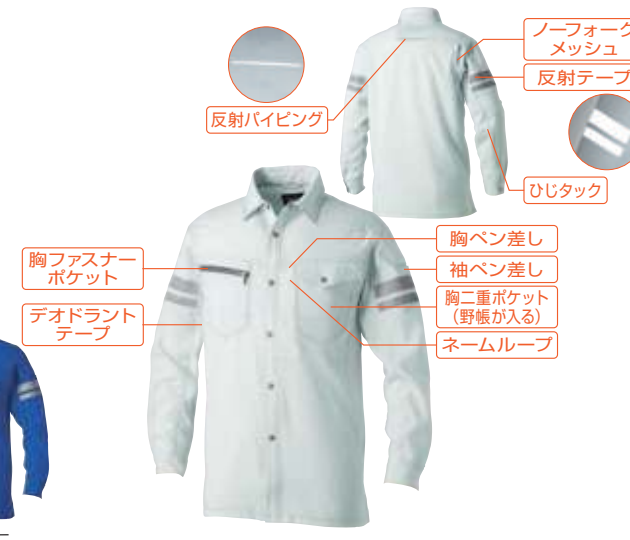 ノーフォーク
メッシュ
反射テープ
反射パイピング
ひじタック
胸ペン差し
胸ファスナー
ポケット
袖ペン差し
胸二重ポケット
（野帳が入る）
デオドラント
テープ
ネームループ